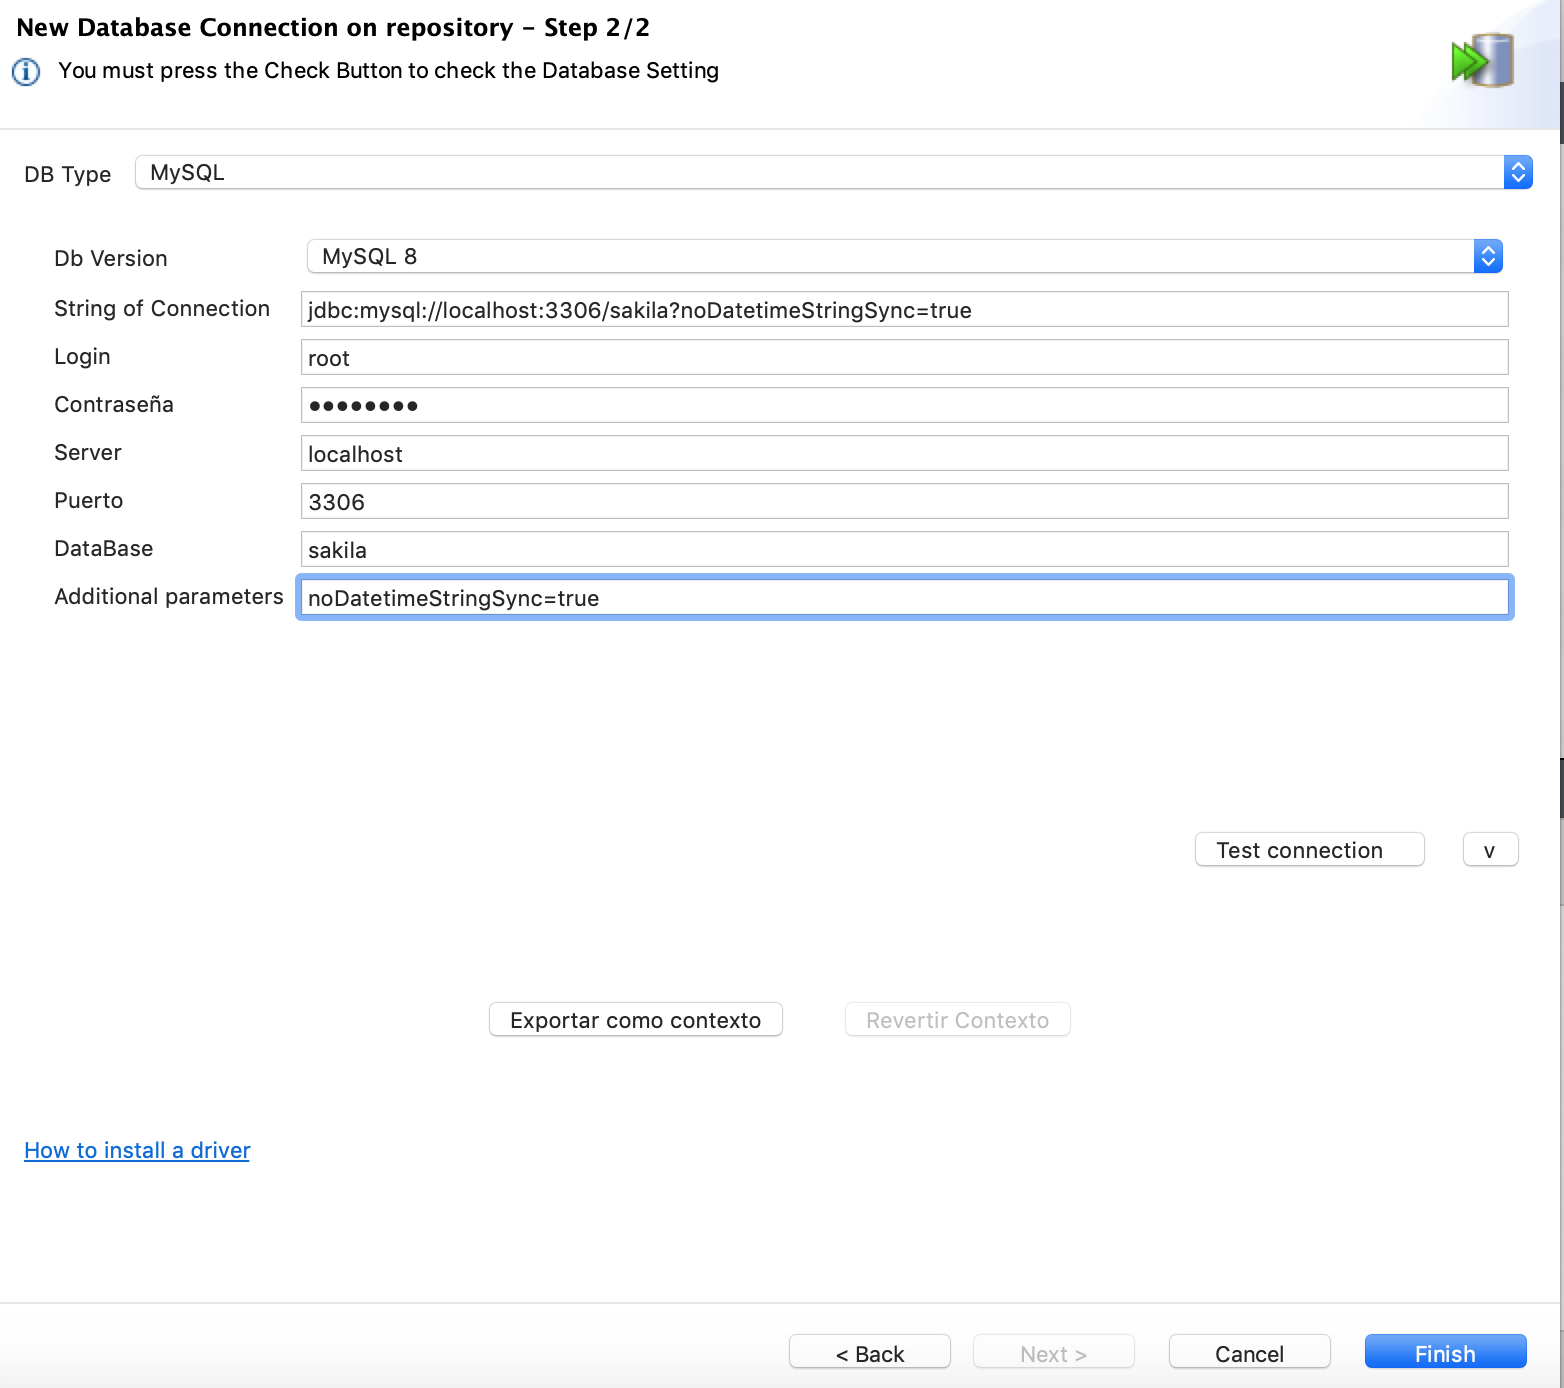 New Database Connection on repository – Step 2/2
You must press the Check Button to check the Database Setting
DB Type MySQL
Db Version MySQL 8
String of Connection jdbc:mysql://localhost:3306/sakila?noDatetimeStringSync=true
Login root
Contraseña ••••••••
Server localhost
Puerto 3306
DataBase sakila
Additional parameters noDatetimeStringSync=true
Test connection v
Exportar como contexto Revertir Contexto
How to install a driver
< Back Next > Cancel Finish